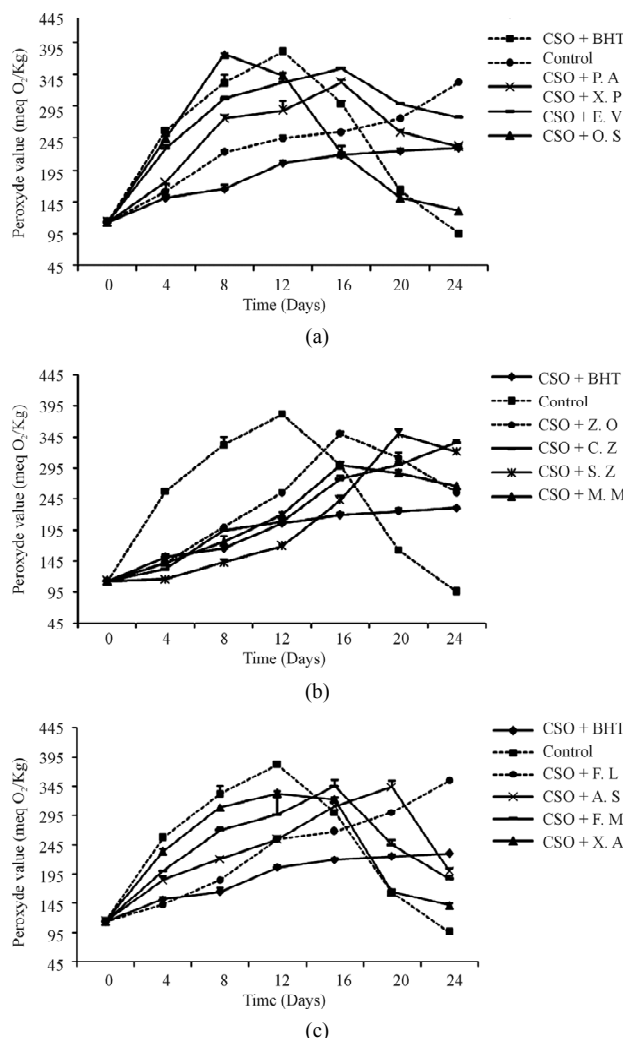 445
395
345
295
245
195
145
95
45
Peroxyde value (meq O₂/Kg)
0 4 8 12 16 20 24
Time (Days)
CSO + BHT
Control
CSO + P. A
CSO + X. P
CSO + E. V
CSO + O. S
(a)
445
395
345
295
245
195
145
95
45
Peroxyde value (meq O₂/Kg)
0 4 8 12 16 20 24
Time (Days)
CSO + BHT
Control
CSO + Z. O
CSO + C. Z
CSO + S. Z
CSO + M. M
(b)
445
395
345
295
245
195
145
95
45
Peroxyde value (meq O₂/Kg)
0 4 8 12 16 20 24
Time (Days)
CSO + BHT
Control
CSO + F. L
CSO + A. S
CSO + F. M
CSO + X. A
(c)